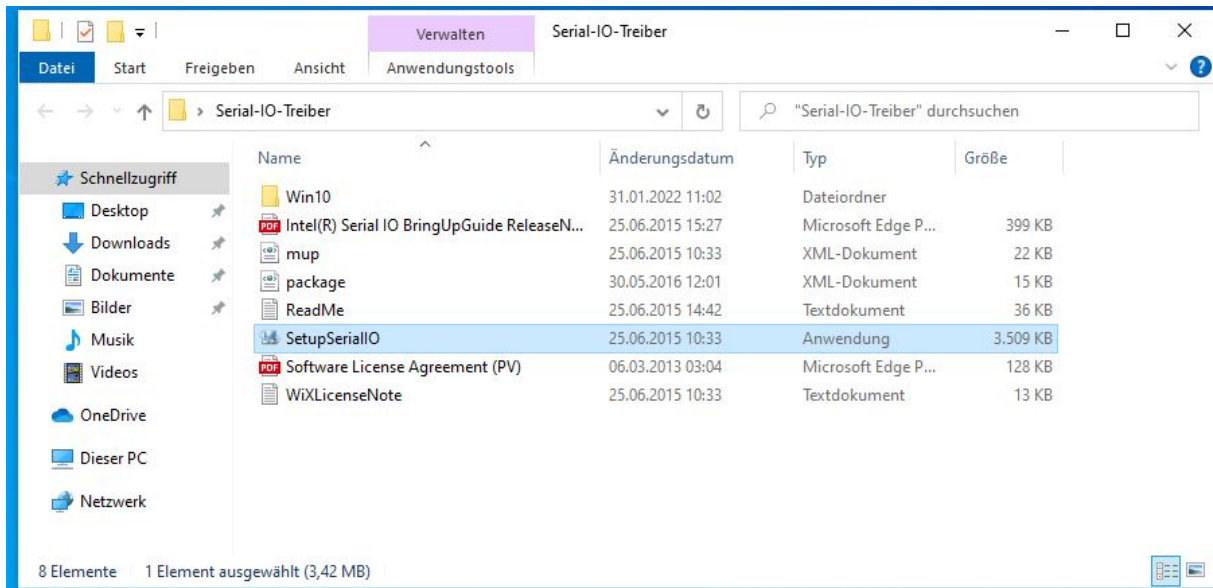 Verwalten Serial-IO-Treiber
Datei Start Freigeben Ansicht Anwendungstools
Serial-IO-Treiber "Serial-IO-Treiber" durchsuchen
Name Änderungsdatum Typ Größe
Schnellzugriff
Desktop
Downloads
Dokumente
Bilder
Musik
Videos
OneDrive
Dieser PC
Netzwerk
Win10 31.01.2022 11:02 Dateiordner
PDF Intel(R) Serial IO BringUpGuide ReleaseN... 25.06.2015 15:27 Microsoft Edge P... 399 KB
mup 25.06.2015 10:33 XML-Dokument 22 KB
package 30.05.2016 12:01 XML-Dokument 15 KB
ReadMe 25.06.2015 14:42 Textdokument 36 KB
SetupSerialIO 25.06.2015 10:33 Anwendung 3.509 KB
PDF Software License Agreement (PV) 06.03.2013 03:04 Microsoft Edge P... 128 KB
WiXLicenseNote 25.06.2015 10:33 Textdokument 13 KB
8 Elemente 1 Element ausgewählt (3,42 MB)